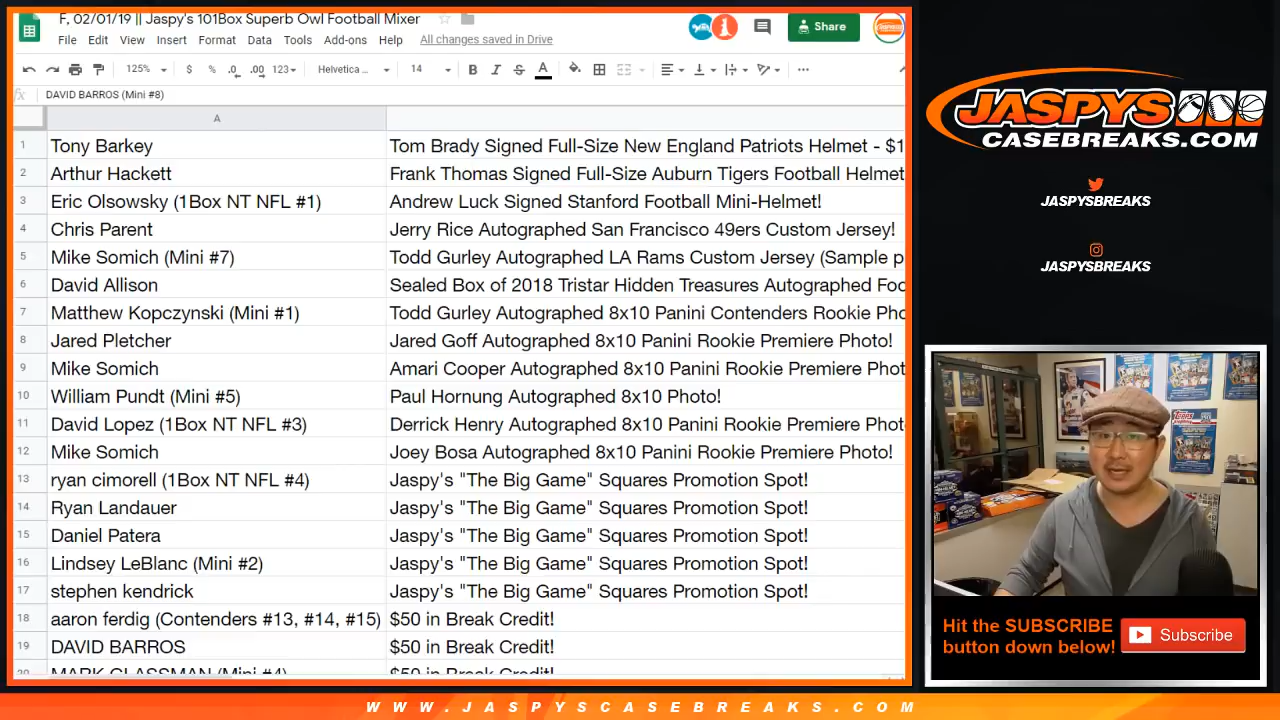 F, 02/01/19 || Jaspy's 101Box Superb Owl Football Mixer
File Edit View Insert Format Data Tools Add-ons Help All changes saved in Drive
Share
125% $ % .0 .00 123 Helvetica ... 14 B I S A
fx DAVID BARROS (Mini #8)
A
1 Tony Barkey Tom Brady Signed Full-Size New England Patriots Helmet - $1
2 Arthur Hackett Frank Thomas Signed Full-Size Auburn Tigers Football Helmet
3 Eric Olsowsky (1Box NT NFL #1) Andrew Luck Signed Stanford Football Mini-Helmet!
4 Chris Parent Jerry Rice Autographed San Francisco 49ers Custom Jersey!
5 Mike Somich (Mini #7) Todd Gurley Autographed LA Rams Custom Jersey (Sample p
6 David Allison Sealed Box of 2018 Tristar Hidden Treasures Autographed Foo
7 Matthew Kopczynski (Mini #1) Todd Gurley Autographed 8x10 Panini Contenders Rookie Pho
8 Jared Pletcher Jared Goff Autographed 8x10 Panini Rookie Premiere Photo!
9 Mike Somich Amari Cooper Autographed 8x10 Panini Rookie Premiere Phot
10 William Pundt (Mini #5) Paul Hornung Autographed 8x10 Photo!
11 David Lopez (1Box NT NFL #3) Derrick Henry Autographed 8x10 Panini Rookie Premiere Phot
12 Mike Somich Joey Bosa Autographed 8x10 Panini Rookie Premiere Photo!
13 ryan cimorell (1Box NT NFL #4) Jaspy's "The Big Game" Squares Promotion Spot!
14 Ryan Landauer Jaspy's "The Big Game" Squares Promotion Spot!
15 Daniel Patera Jaspy's "The Big Game" Squares Promotion Spot!
16 Lindsey LeBlanc (Mini #2) Jaspy's "The Big Game" Squares Promotion Spot!
17 stephen kendrick Jaspy's "The Big Game" Squares Promotion Spot!
18 aaron ferdig (Contenders #13, #14, #15) $50 in Break Credit!
19 DAVID BARROS $50 in Break Credit!
20 MARK GLASSMAN (Mini #4) $50 in Break Credit!
JASPYS
CASEBREAKS.COM
JASPYSBREAKS
JASPYSBREAKS
Hit the SUBSCRIBE
button down below!
Subscribe
WWW.JASPYSCASEBREAKS.COM